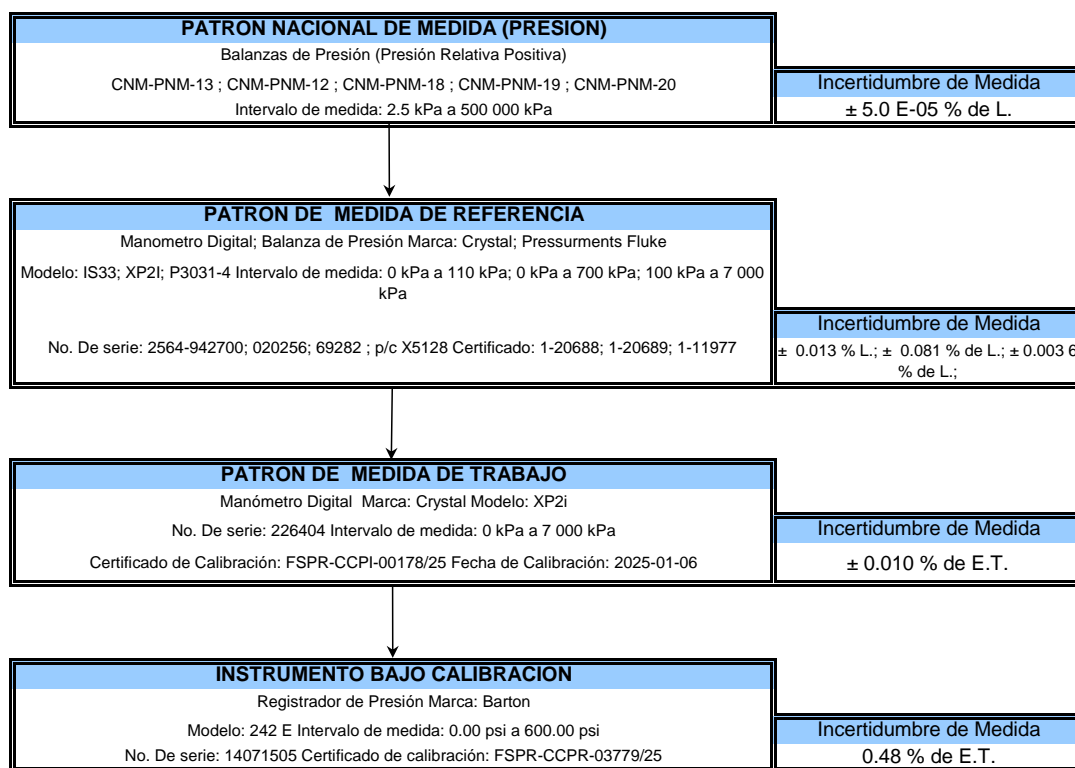 PATRON NACIONAL DE MEDIDA (PRESION)
Balanzas de Presión (Presión Relativa Positiva)
CNM-PNM-13 ; CNM-PNM-12 ; CNM-PNM-18 ; CNM-PNM-19 ; CNM-PNM-20
Intervalo de medida: 2.5 kPa a 500 000 kPa
Incertidumbre de Medida
± 5.0 E-05 % de L.
PATRON DE MEDIDA DE REFERENCIA
Manometro Digital; Balanza de Presión Marca: Crystal; Pressurments Fluke
Modelo: IS33; XP2I; P3031-4 Intervalo de medida: 0 kPa a 110 kPa; 0 kPa a 700 kPa; 100 kPa a 7 000
kPa
No. De serie: 2564-942700; 020256; 69282 ; p/c X5128 Certificado: 1-20688; 1-20689; 1-11977
Incertidumbre de Medida
± 0.013 % L.; ± 0.081 % de L.; ± 0.003 6
% de L.;
PATRON DE MEDIDA DE TRABAJO
Manómetro Digital Marca: Crystal Modelo: XP2i
No. De serie: 226404 Intervalo de medida: 0 kPa a 7 000 kPa
Certificado de Calibración: FSPR-CCPI-00178/25 Fecha de Calibración: 2025-01-06
Incertidumbre de Medida
± 0.010 % de E.T.
INSTRUMENTO BAJO CALIBRACION
Registrador de Presión Marca: Barton
Modelo: 242 E Intervalo de medida: 0.00 psi a 600.00 psi
No. De serie: 14071505 Certificado de calibración: FSPR-CCPR-03779/25
Incertidumbre de Medida
0.48 % de E.T.